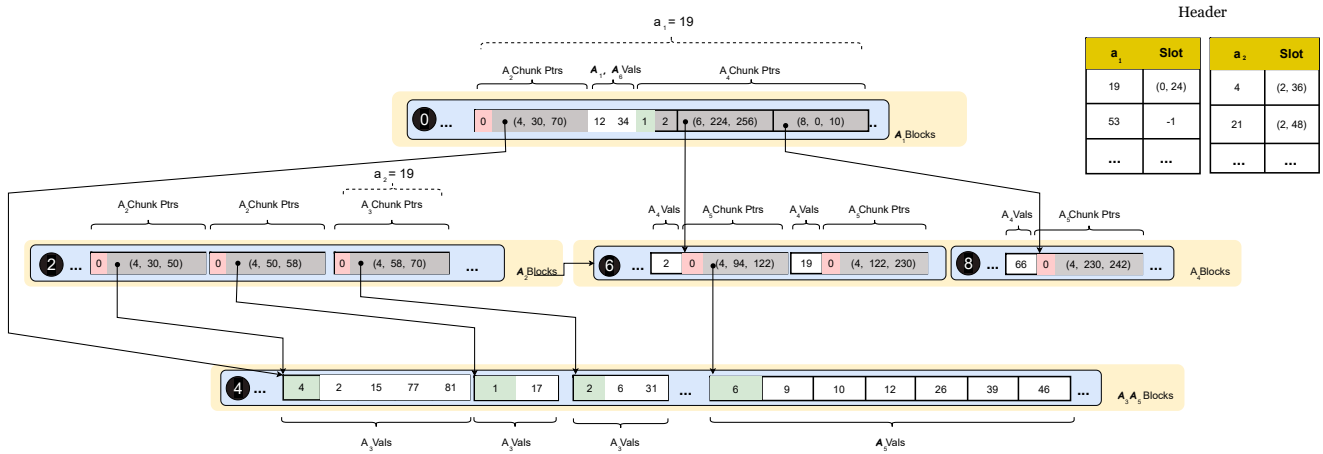 a1 = 19
Header
A2 Chunk Ptrs
A1, A6 Vals
A4 Chunk Ptrs
0 ... 0 (4, 30, 70) 12 34 1 2 (6, 224, 256) (8, 0, 10) ..
A1 Blocks
a1 Slot
19 (0, 24)
53 -1
... ...
a2 Slot
4 (2, 36)
21 (2, 48)
... ...
a2 = 19
A2 Chunk Ptrs
A2 Chunk Ptrs
A3 Chunk Ptrs
A4 Vals
A5 Chunk Ptrs
A4 Vals
A5 Chunk Ptrs
A4 Vals
A5 Chunk Ptrs
2 ... 0 (4, 30, 50) 0 (4, 50, 58) 0 (4, 58, 70) ...
A2 Blocks
6 ... 2 0 (4, 94, 122) 19 0 (4, 122, 230)
8 ... 66 0 (4, 230, 242) ...
A4 Blocks
4 ... 4 2 15 77 81 1 17 2 6 31 ... 6 9 10 12 26 39 46 ...
A3 A5 Blocks
A3 Vals
A3 Vals
A3 Vals
A5 Vals